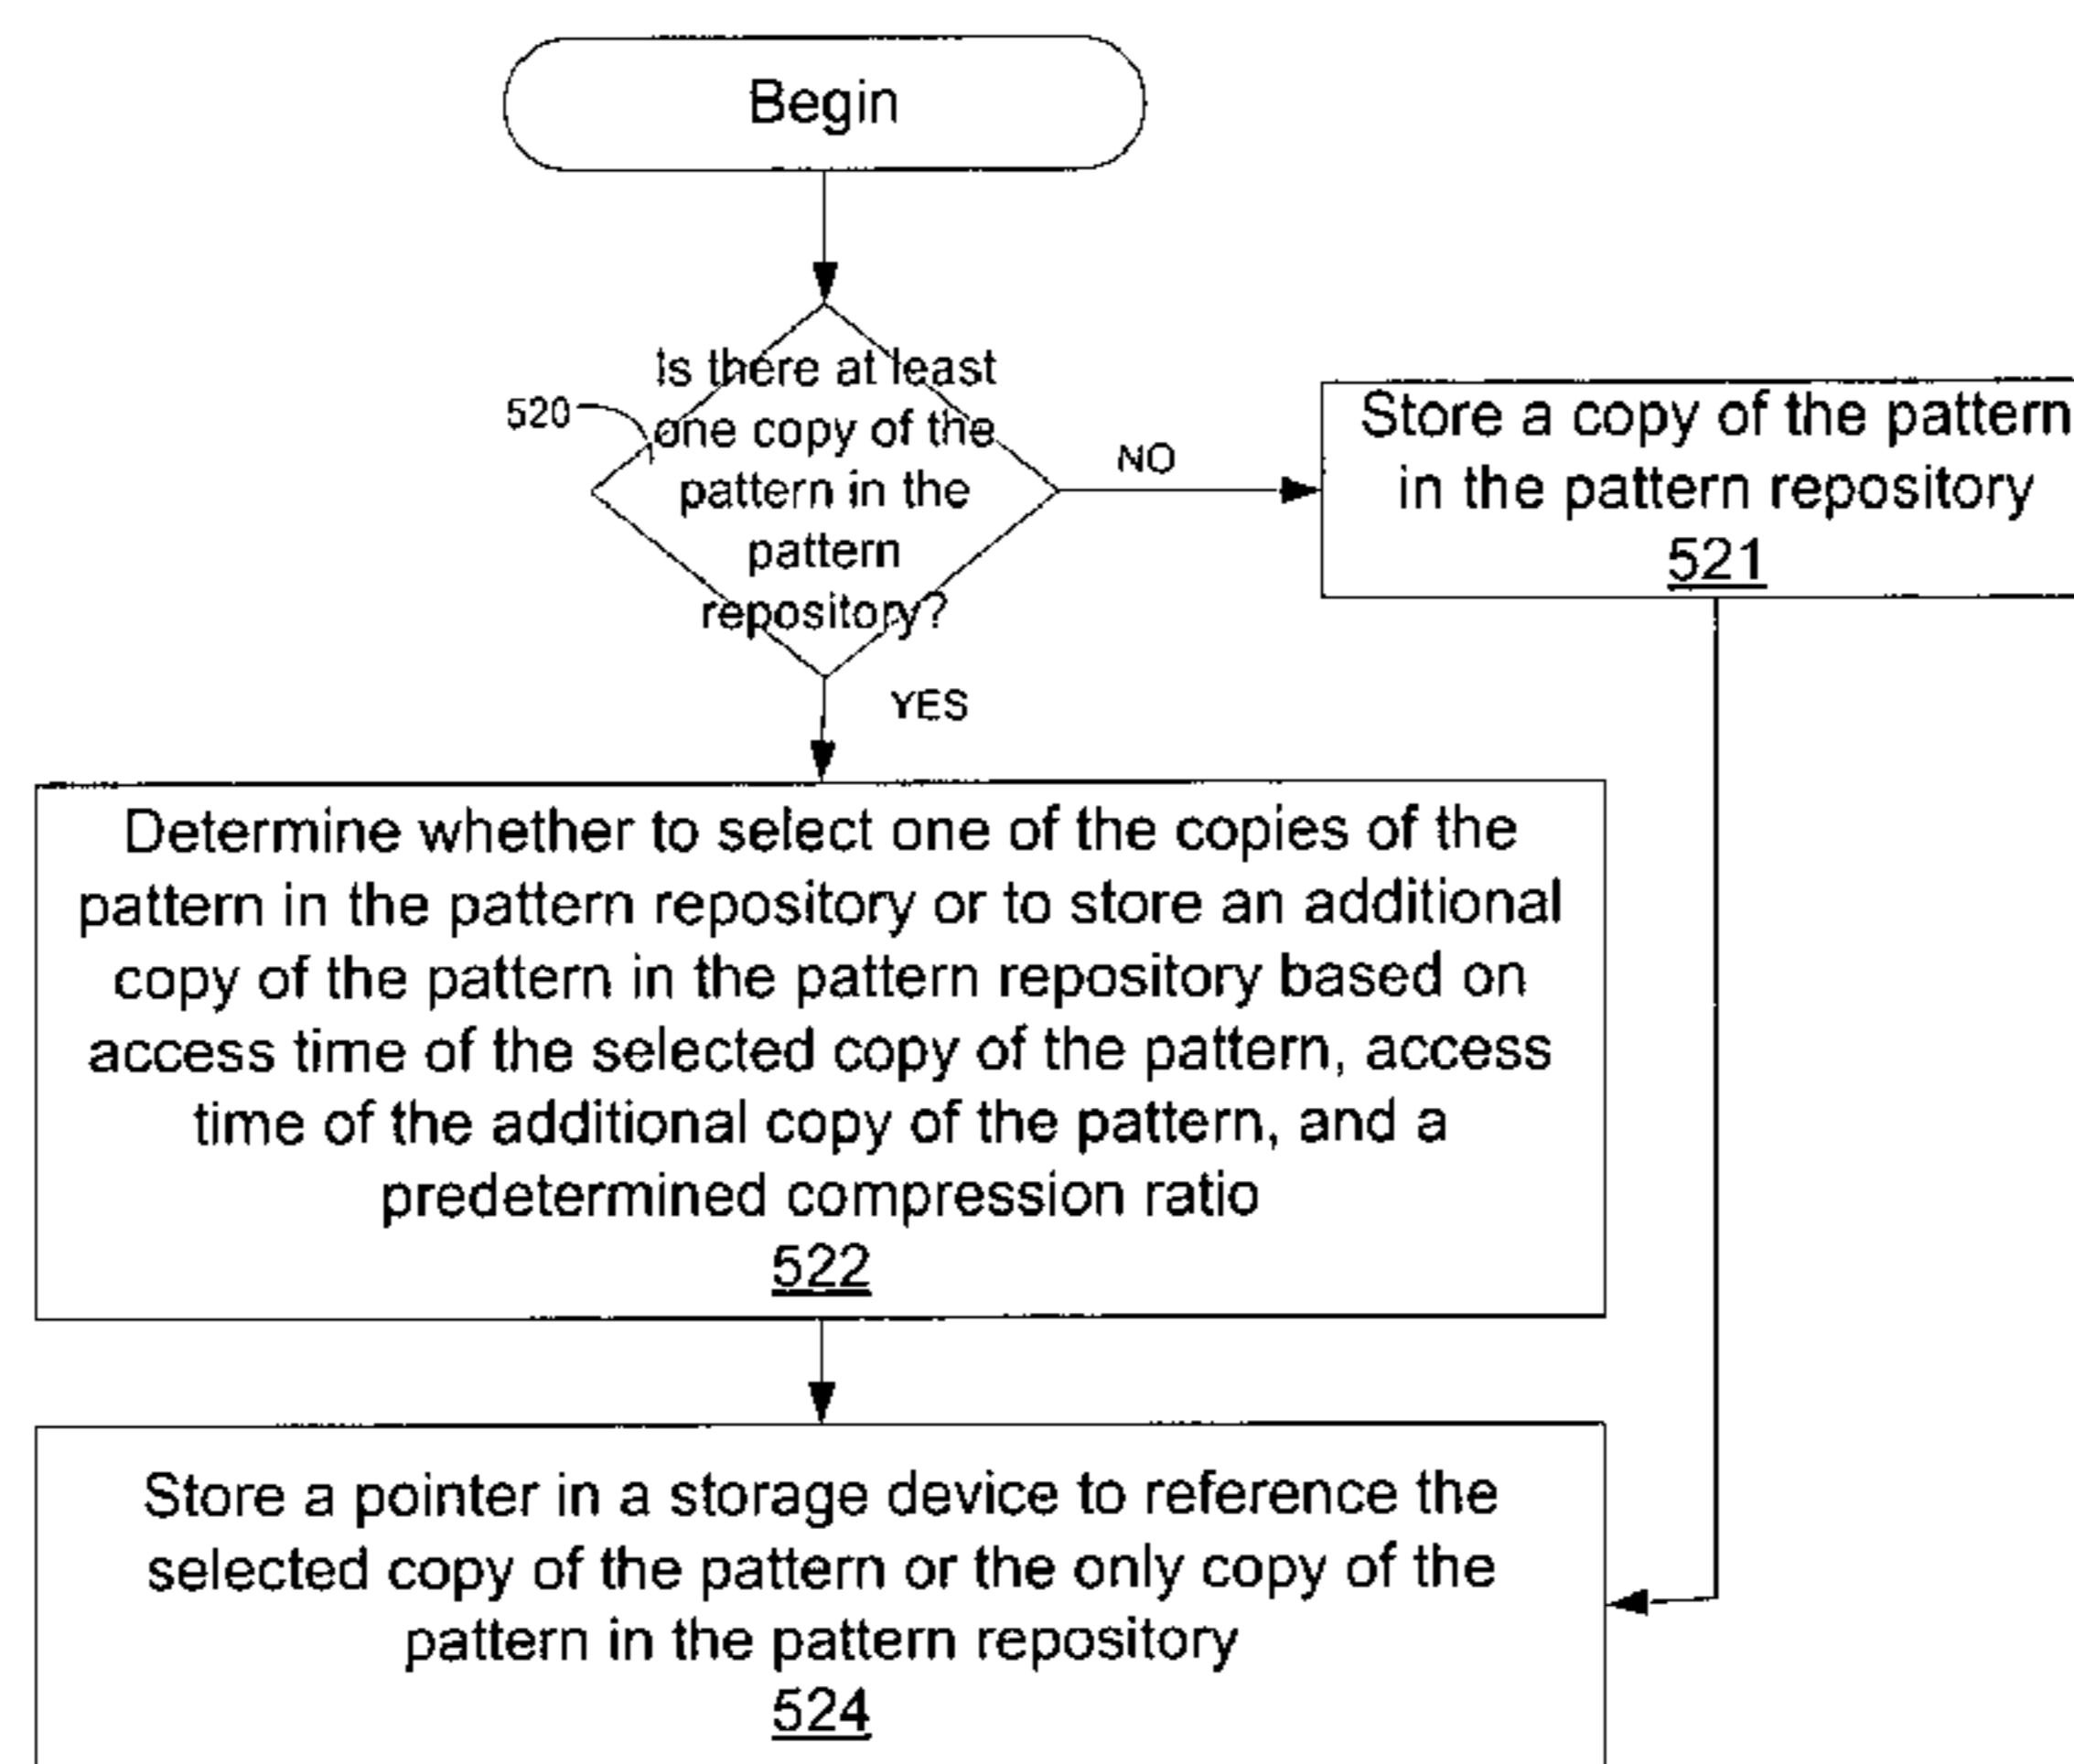 Begin
Is there at least
520
one copy of the
pattern in the
pattern
repository?
NO
Store a copy of the pattern
in the pattern repository
521
YES
Determine whether to select one of the copies of the
pattern in the pattern repository or to store an additional
copy of the pattern in the pattern repository based on
access time of the selected copy of the pattern, access
time of the additional copy of the pattern, and a
predetermined compression ratio
522
Store a pointer in a storage device to reference the
selected copy of the pattern or the only copy of the
pattern in the pattern repository
524